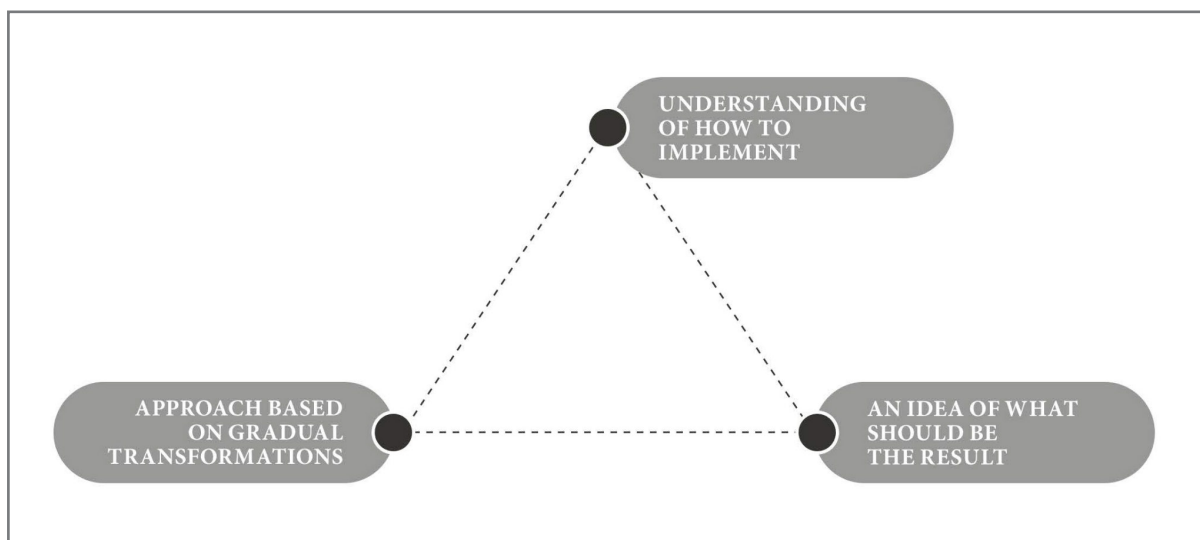 UNDERSTANDING
OF HOW TO
IMPLEMENT
APPROACH BASED
ON GRADUAL
TRANSFORMATIONS
AN IDEA OF WHAT
SHOULD BE
THE RESULT